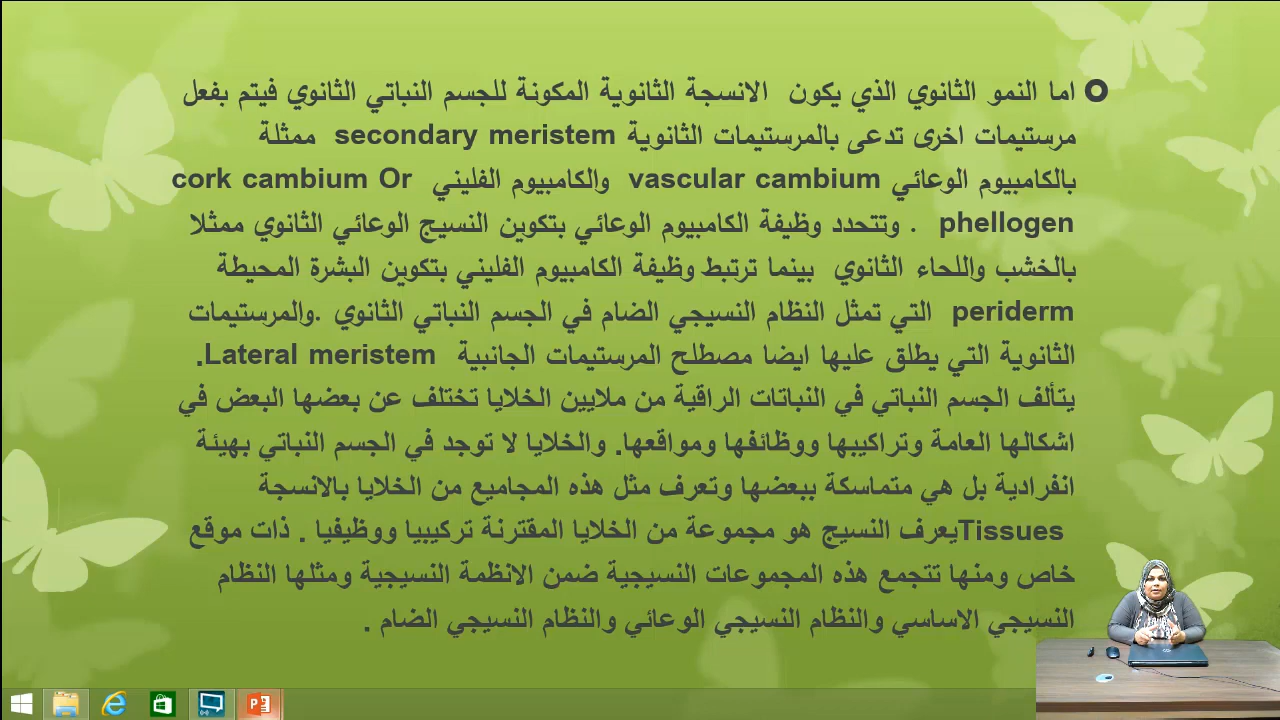 اما النمو الثانوي الذي يكون الانسجة الثانوية المكونة للجسم النباتي الثانوي فيتم بفعل
مرستيمات اخرى تدعى بالمرستيمات الثانوية secondary meristem ممثلة
بالكامبيوم الوعائي vascular cambium والكامبيوم الفليني cork cambium Or
phellogen . وتتحدد وظيفة الكامبيوم الوعائي بتكوين النسيج الوعائي الثانوي ممثلا
بالخشب واللحاء الثانوي بينما ترتبط وظيفة الكامبيوم الفليني بتكوين البشرة المحيطة
periderm التي تمثل النظام النسيجي الضام في الجسم النباتي الثانوي .والمرستيمات
الثانوية التي يطلق عليها ايضا مصطلح المرستيمات الجانبية Lateral meristem.
يتألف الجسم النباتي في النباتات الراقية من ملايين الخلايا تختلف عن بعضها البعض في
اشكالها العامة وتراكيبها ووظائفها ومواقعها. والخلايا لا توجد في الجسم النباتي بهيئة
انفرادية بل هي متماسكة ببعضها وتعرف مثل هذه المجاميع من الخلايا بالانسجة
Tissuesيعرف النسيج هو مجموعة من الخلايا المقترنة تركيبيا ووظيفيا . ذات موقع
خاص ومنها تتجمع هذه المجموعات النسيجية ضمن الانظمة النسيجية ومثلها النظام
النسيجي الاساسي والنظام النسيجي الوعائي والنظام النسيجي الضام .